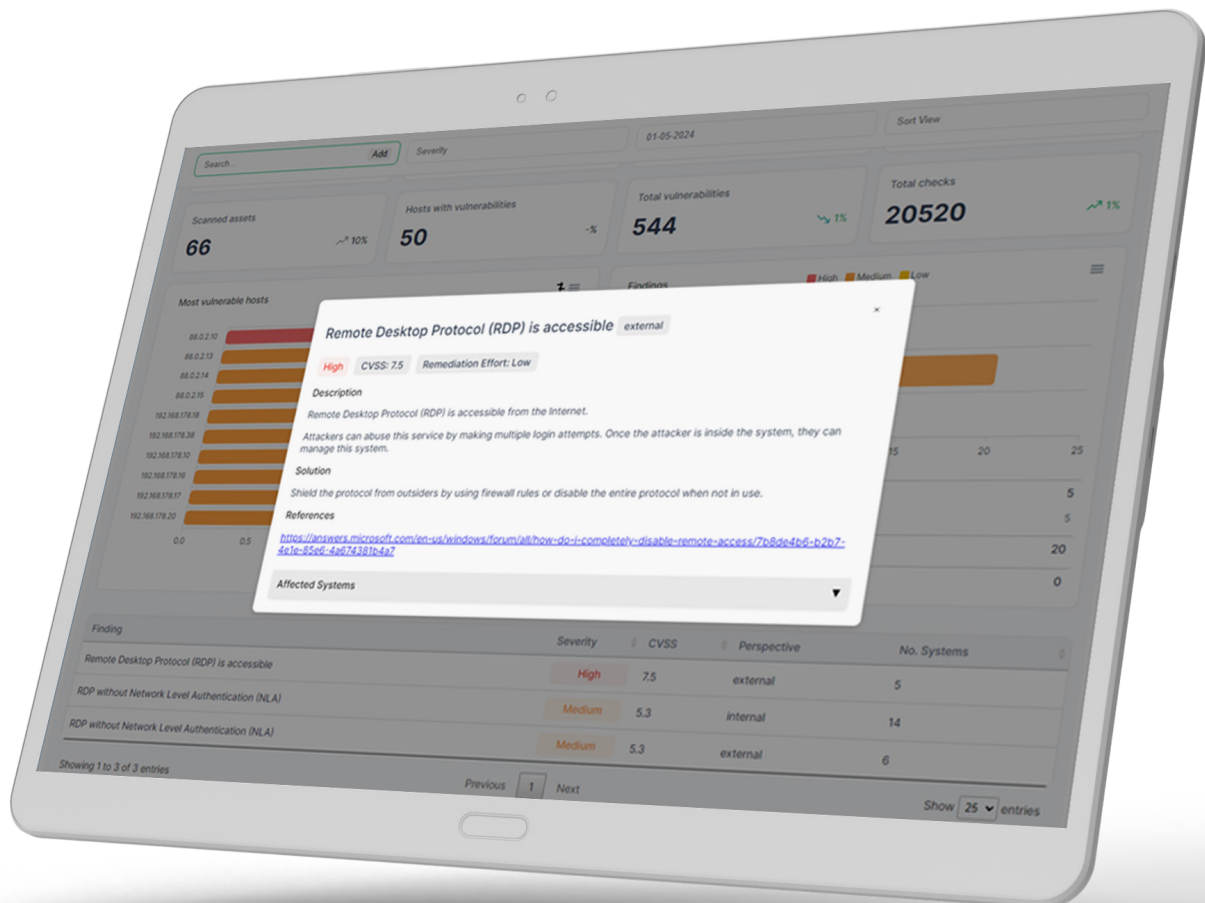 Search...
Add
Severity
01-05-2024
Sort View
Scanned assets
66
10%
Hosts with vulnerabilities
50
-%
Total vulnerabilities
544
1%
Total checks
20520
1%
Most vulnerable hosts
88.0.2.10
88.0.2.13
88.0.2.14
88.0.2.15
192.168.178.18
192.168.178.38
192.168.178.10
192.168.178.16
192.168.178.17
192.168.178.20
0.0
0.5
Findings
High
Medium
Low
15
20
25
5
5
20
0
Remote Desktop Protocol (RDP) is accessible external
×
High
CVSS: 7.5
Remediation Effort: Low
Description
Remote Desktop Protocol (RDP) is accessible from the Internet.
Attackers can abuse this service by making multiple login attempts. Once the attacker is inside the system, they can
manage this system.
Solution
Shield the protocol from outsiders by using firewall rules or disable the entire protocol when not in use.
References
https://answers.microsoft.com/en-us/windows/forum/all/how-do-i-completely-disable-remote-access/7b8de4b6-b2b7-
4e1e-85e6-4a674381b4a7
Affected Systems
Finding Severity CVSS Perspective No. Systems
Remote Desktop Protocol (RDP) is accessible High 7.5 external 5
RDP without Network Level Authentication (NLA) Medium 5.3 internal 14
RDP without Network Level Authentication (NLA) Medium 5.3 external 6
Showing 1 to 3 of 3 entries
Previous 1 Next
Show 25 entries